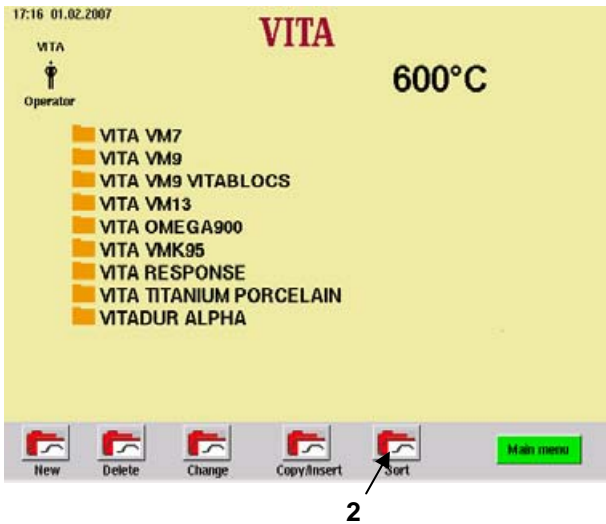 17:16 01.02.2007
VITA
VITA
600°C
Operator
VITA VM7
VITA VM9
VITA VM9 VITABLOCS
VITA VM13
VITA OMEGA900
VITA VMK95
VITA RESPONSE
VITA TITANIUM PORCELAIN
VITADUR ALPHA
New
Delete
Change
Copy/Insert
Sort
Main menu
2